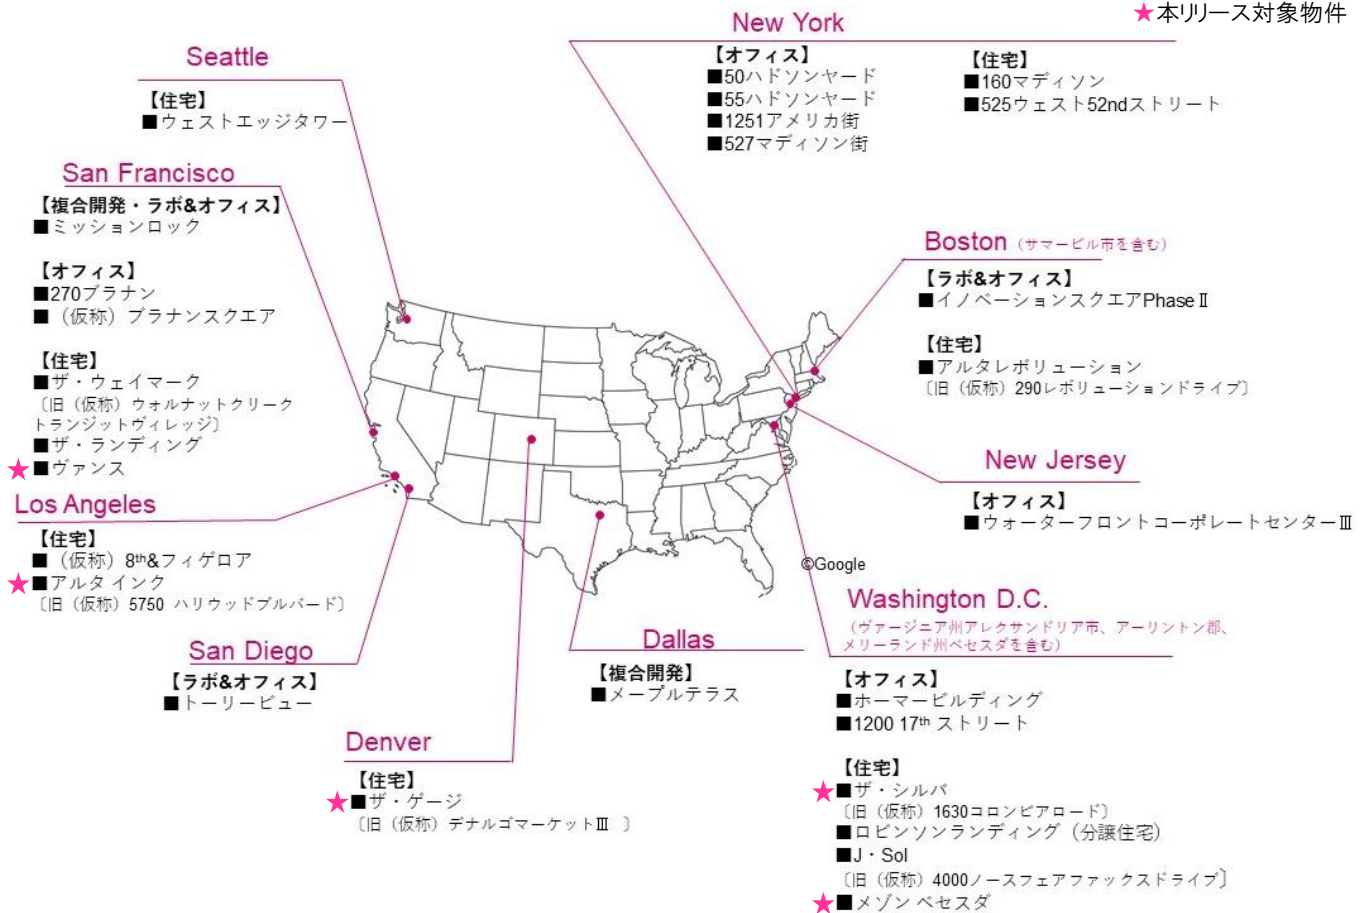 ★本リリース対象物件
New York
【オフィス】
■50ハドソンヤード
■55ハドソンヤード
■1251アメリカ街
■527マディソン街
【住宅】
■160マディソン
■525ウェスト52ndストリート
Seattle
【住宅】
■ウェストエッジタワー
San Francisco
【複合開発・ラボ&オフィス】
■ミッションロック
【オフィス】
■270ブラナン
■（仮称）ブラナンスクエア
【住宅】
■ザ・ウェイマーク
〔旧（仮称）ウォルナットクリーク
トランジットヴィレッジ〕
■ザ・ランディング
★■ヴァンス
Boston（サマービル市を含む）
【ラボ&オフィス】
■イノベーションスクエアPhaseⅡ
【住宅】
■アルタレボリューション
〔旧（仮称）290レボリューションドライブ〕
New Jersey
【オフィス】
■ウォーターフロントコーポレートセンターⅢ
Los Angeles
【住宅】
■（仮称）8th&フィゲロア
★■アルタ インク
〔旧（仮称）5750 ハリウッドブルバード〕
©Google
San Diego
【ラボ&オフィス】
■トーリービュー
Dallas
【複合開発】
■メープルテラス
Denver
【住宅】
★■ザ・ゲージ
〔旧（仮称）デナルゴマーケットⅢ 〕
Washington D.C.
（ヴァージニア州アレクサンドリア市、アーリントン郡、
メリーランド州ベセスダを含む）
【オフィス】
■ホーマービルディング
■1200 17th ストリート
【住宅】
★■ザ・シルバ
〔旧（仮称）1630コロンビアロード〕
■ロビンソンランディング（分譲住宅）
■J・Sol
〔旧（仮称）4000ノースフェアファックスドライブ〕
★■メゾン ベセスダ